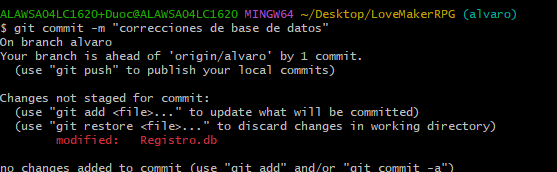 ALAWSA04LC1620+Duoc@ALAWSA04LC1620 MINGW64 ~/Desktop/LoveMakerRPG (alvaro)
$ git commit -m "correcciones de base de datos"
On branch alvaro
Your branch is ahead of 'origin/alvaro' by 1 commit.
  (use "git push" to publish your local commits)

Changes not staged for commit:
  (use "git add <file>..." to update what will be committed)
  (use "git restore <file>..." to discard changes in working directory)
        modified:   Registro.db

no changes added to commit (use "git add" and/or "git commit -a")